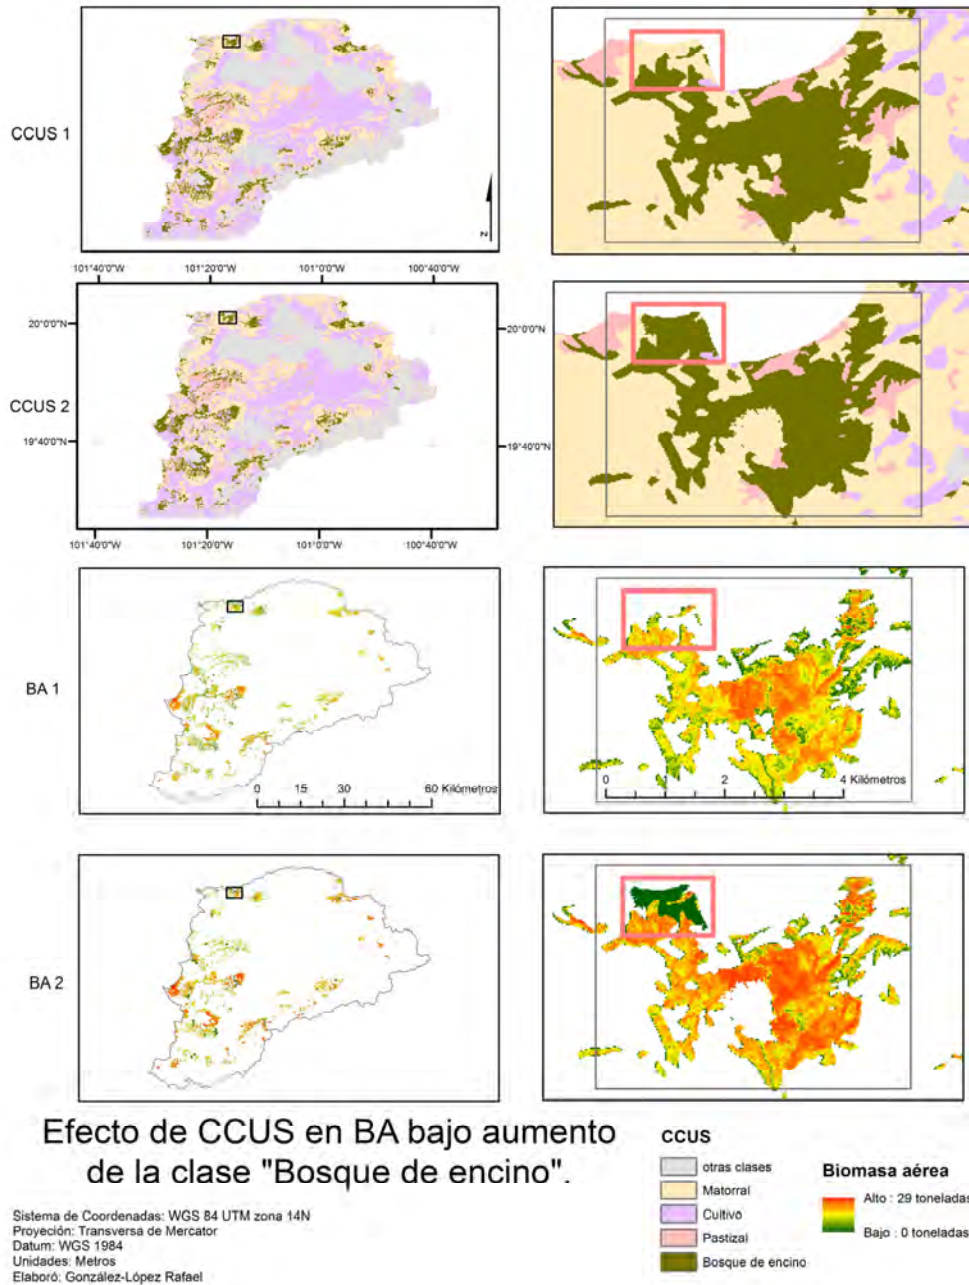 CCUS 1
N
101°40'0"W 101°20'0"W 101°0'0"W 100°40'0"W
20°0'0"N
20°0'0"N
CCUS 2
19°40'0"N
19°40'0"N
101°40'0"W 101°20'0"W 101°0'0"W 100°40'0"W
BA 1
0 15 30 60 Kilómetros
0 1 2 4 Kilómetros
BA 2
Efecto de CCUS en BA bajo aumento
de la clase "Bosque de encino".
Sistema de Coordenadas: WGS 84 UTM zona 14N
Proyeción: Transversa de Mercator
Datum: WGS 1984
Unidades: Metros
Elaboró: González-López Rafael
CCUS
otras clases
Matorral
Cultivo
Pastizal
Bosque de encino
Biomasa aérea
Alto : 29 toneladas
Bajo : 0 toneladas